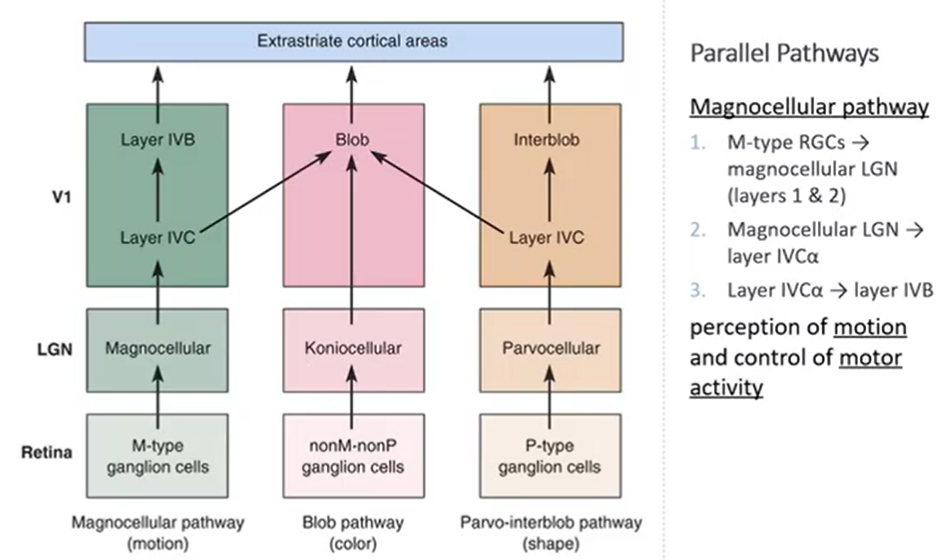 Extrastriate cortical areas
V1
Layer IVB
Blob
Interblob
Layer IVC
Layer IVC
LGN
Magnocellular
Koniocellular
Parvocellular
Retina
M-type
ganglion cells
nonM-nonP
ganglion cells
P-type
ganglion cells
Magnocellular pathway
(motion)
Blob pathway
(color)
Parvo-interblob pathway
(shape)
Parallel Pathways
Magnocellular pathway
1. M-type RGCs →
magnocellular LGN
(layers 1 & 2)
2. Magnocellular LGN →
layer IVCα
3. Layer IVCα → layer IVB
perception of motion
and control of motor
activity